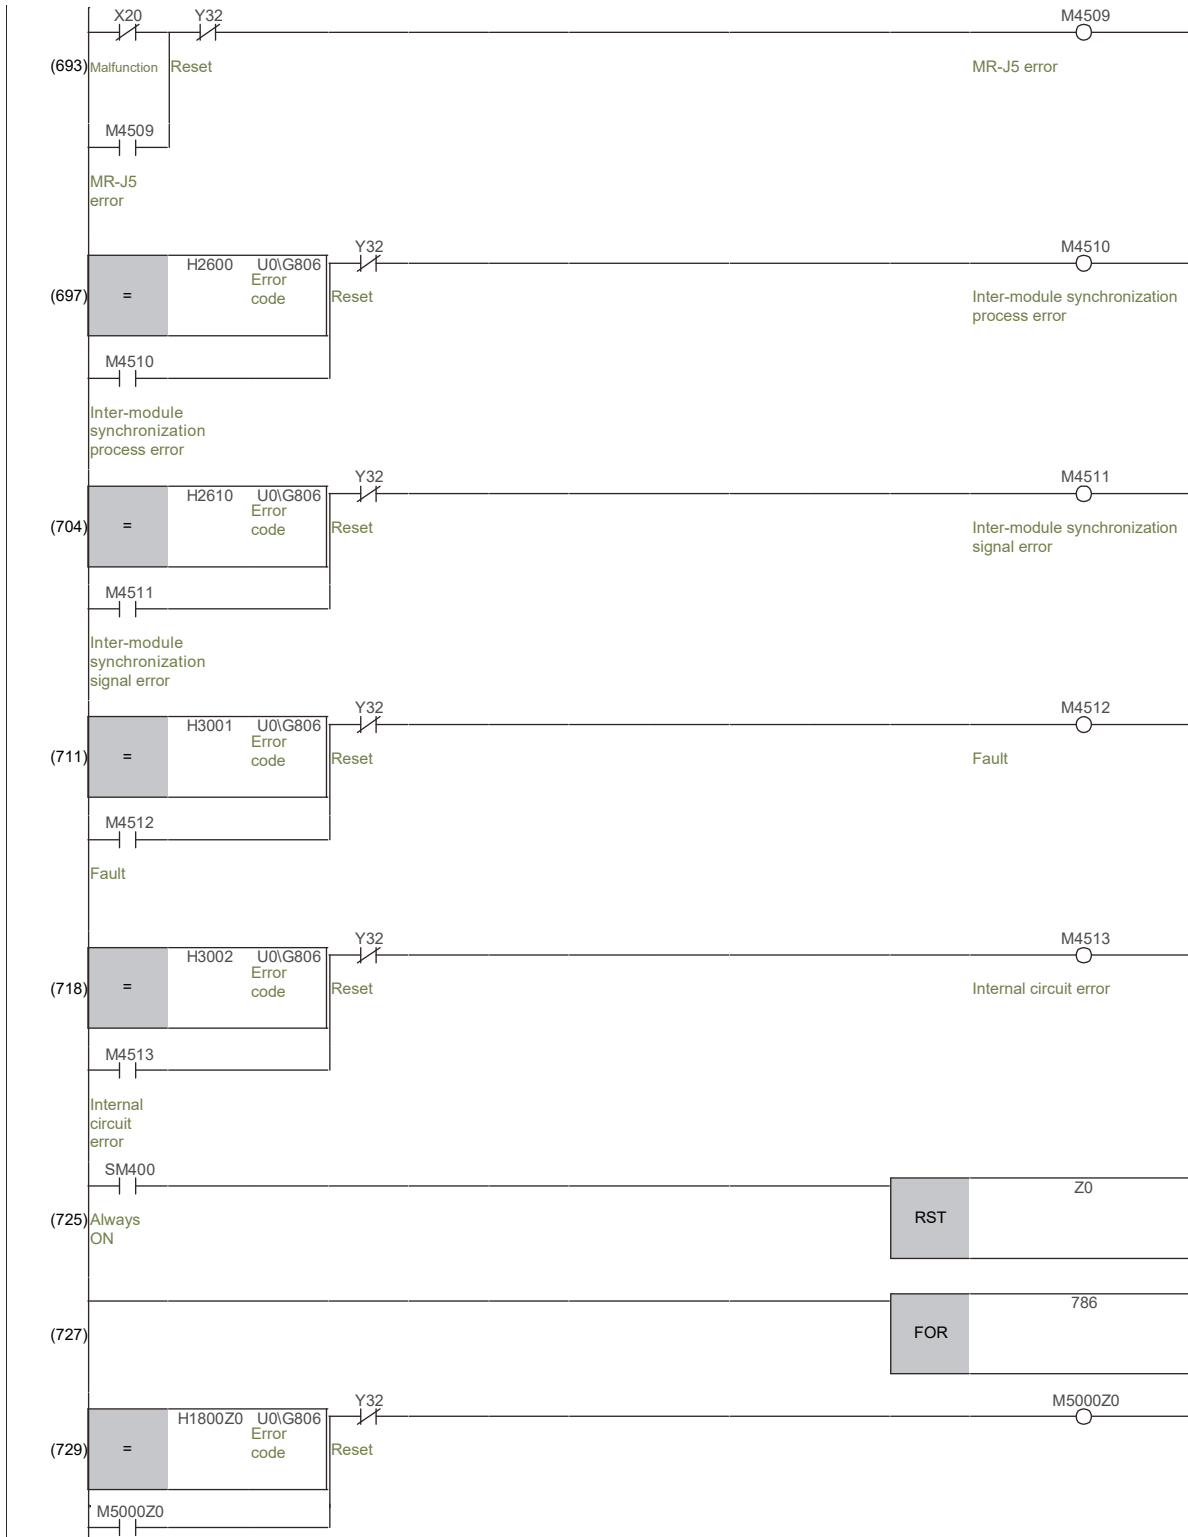 X20 Y32 M4509
(693) Malfunction Reset MR-J5 error
M4509
MR-J5
error
Y32 M4510
H2600 U0\G806
(697) = Error
code Reset Inter-module synchronization
process error
M4510
Inter-module
synchronization
process error
Y32 M4511
H2610 U0\G806
(704) = Error
code Reset Inter-module synchronization
signal error
M4511
Inter-module
synchronization
signal error
Y32 M4512
H3001 U0\G806
(711) = Error
code Reset Fault
M4512
Fault
Y32 M4513
H3002 U0\G806
(718) = Error
code Reset Internal circuit error
M4513
Internal
circuit
error
SM400 Z0
(725) Always
ON RST
786
(727) FOR
Y32 M5000Z0
H1800Z0 U0\G806
(729) = Error
code Reset
M5000Z0